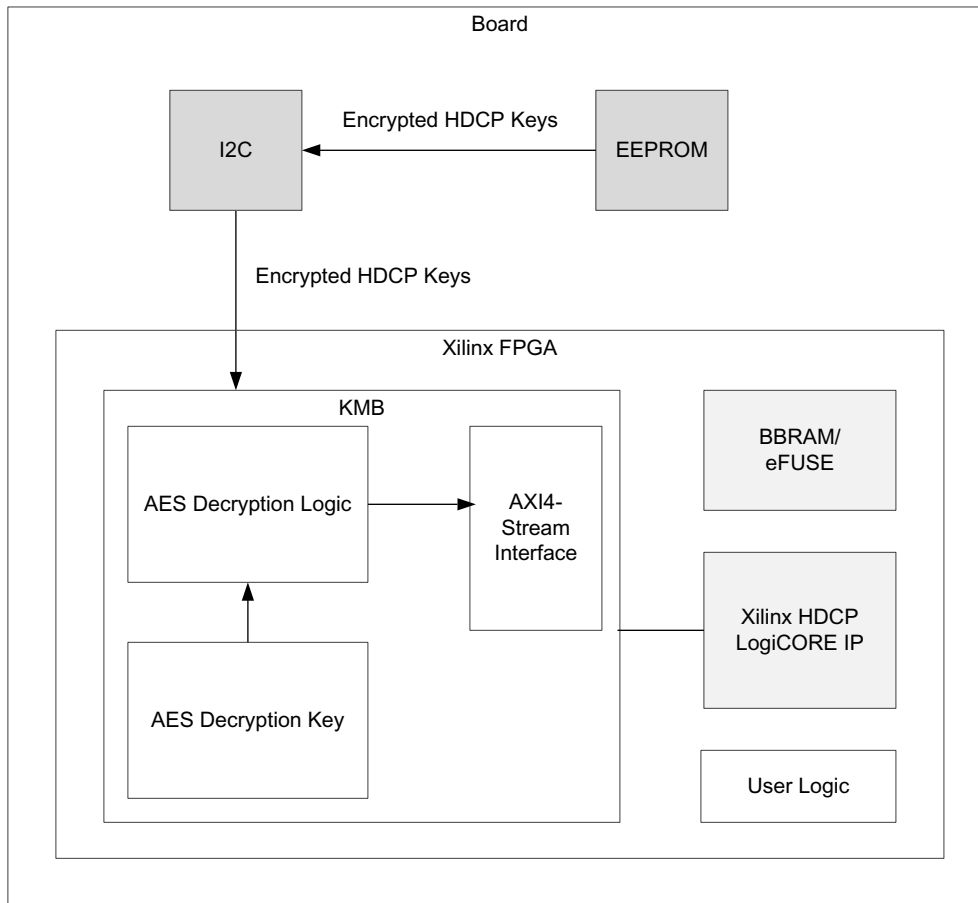 Board
Encrypted HDCP Keys
I2C
EEPROM
Encrypted HDCP Keys
Xilinx FPGA
KMB
BBRAM/
eFUSE
AES Decryption Logic
AXI4-
Stream
Interface
Xilinx HDCP
LogiCORE IP
AES Decryption Key
User Logic